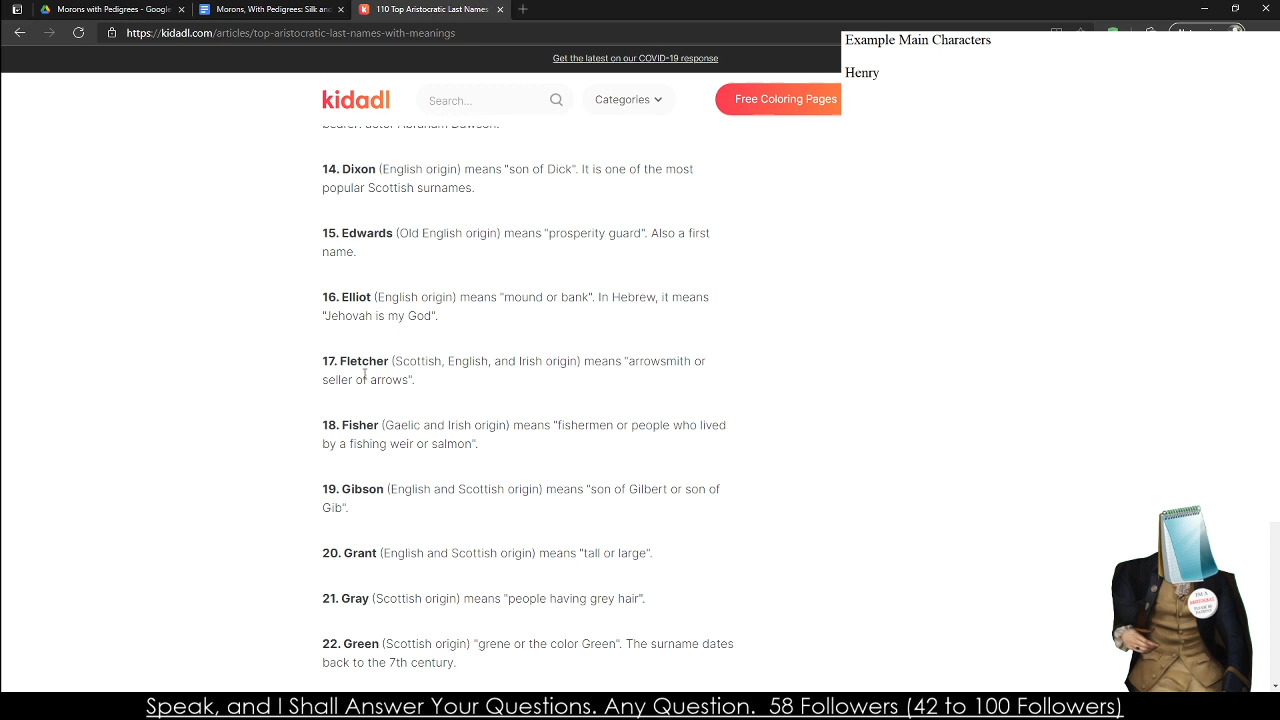 Morons with Pedigrees - Google
Morons, With Pedigrees: Silk and
110 Top Aristocratic Last Names
https://kidadl.com/articles/top-aristocratic-last-names-with-meanings
Example Main Characters
Henry
Get the latest on our COVID-19 response
kidadl
Search...
Categories
Free Coloring Pages
bearer: actor Abraham Dawson.
14. Dixon (English origin) means "son of Dick". It is one of the most
popular Scottish surnames.
15. Edwards (Old English origin) means "prosperity guard". Also a first
name.
16. Elliot (English origin) means "mound or bank". In Hebrew, it means
"Jehovah is my God".
17. Fletcher (Scottish, English, and Irish origin) means "arrowsmith or
seller of arrows".
18. Fisher (Gaelic and Irish origin) means "fishermen or people who lived
by a fishing weir or salmon".
19. Gibson (English and Scottish origin) means "son of Gilbert or son of
Gib".
20. Grant (English and Scottish origin) means "tall or large".
21. Gray (Scottish origin) means "people having grey hair".
22. Green (Scottish origin) "grene or the color Green". The surname dates
back to the 7th century.
I'M A
ARISTOCRAT
Speak, and I Shall Answer Your Questions. Any Question. 58 Followers (42 to 100 Followers)